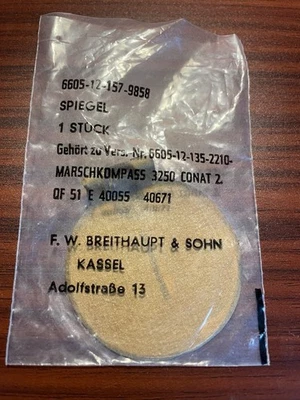 6605-12-157-9858
SPIEGEL
1 STÜCK
Gehört zu Vers.-Nr. 6605-12-135-2210-
MARSCHKOMPASS 3250 CONAT 2.
QF 51 E 40055 40671
F. W. BREITHAUPT & SOHN
KASSEL
Adolfstraße 13